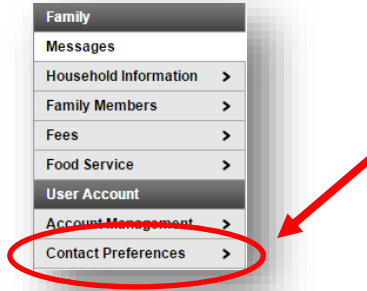 Family
Messages
Household Information >
Family Members >
Fees >
Food Service >
User Account
Account Management >
Contact Preferences >